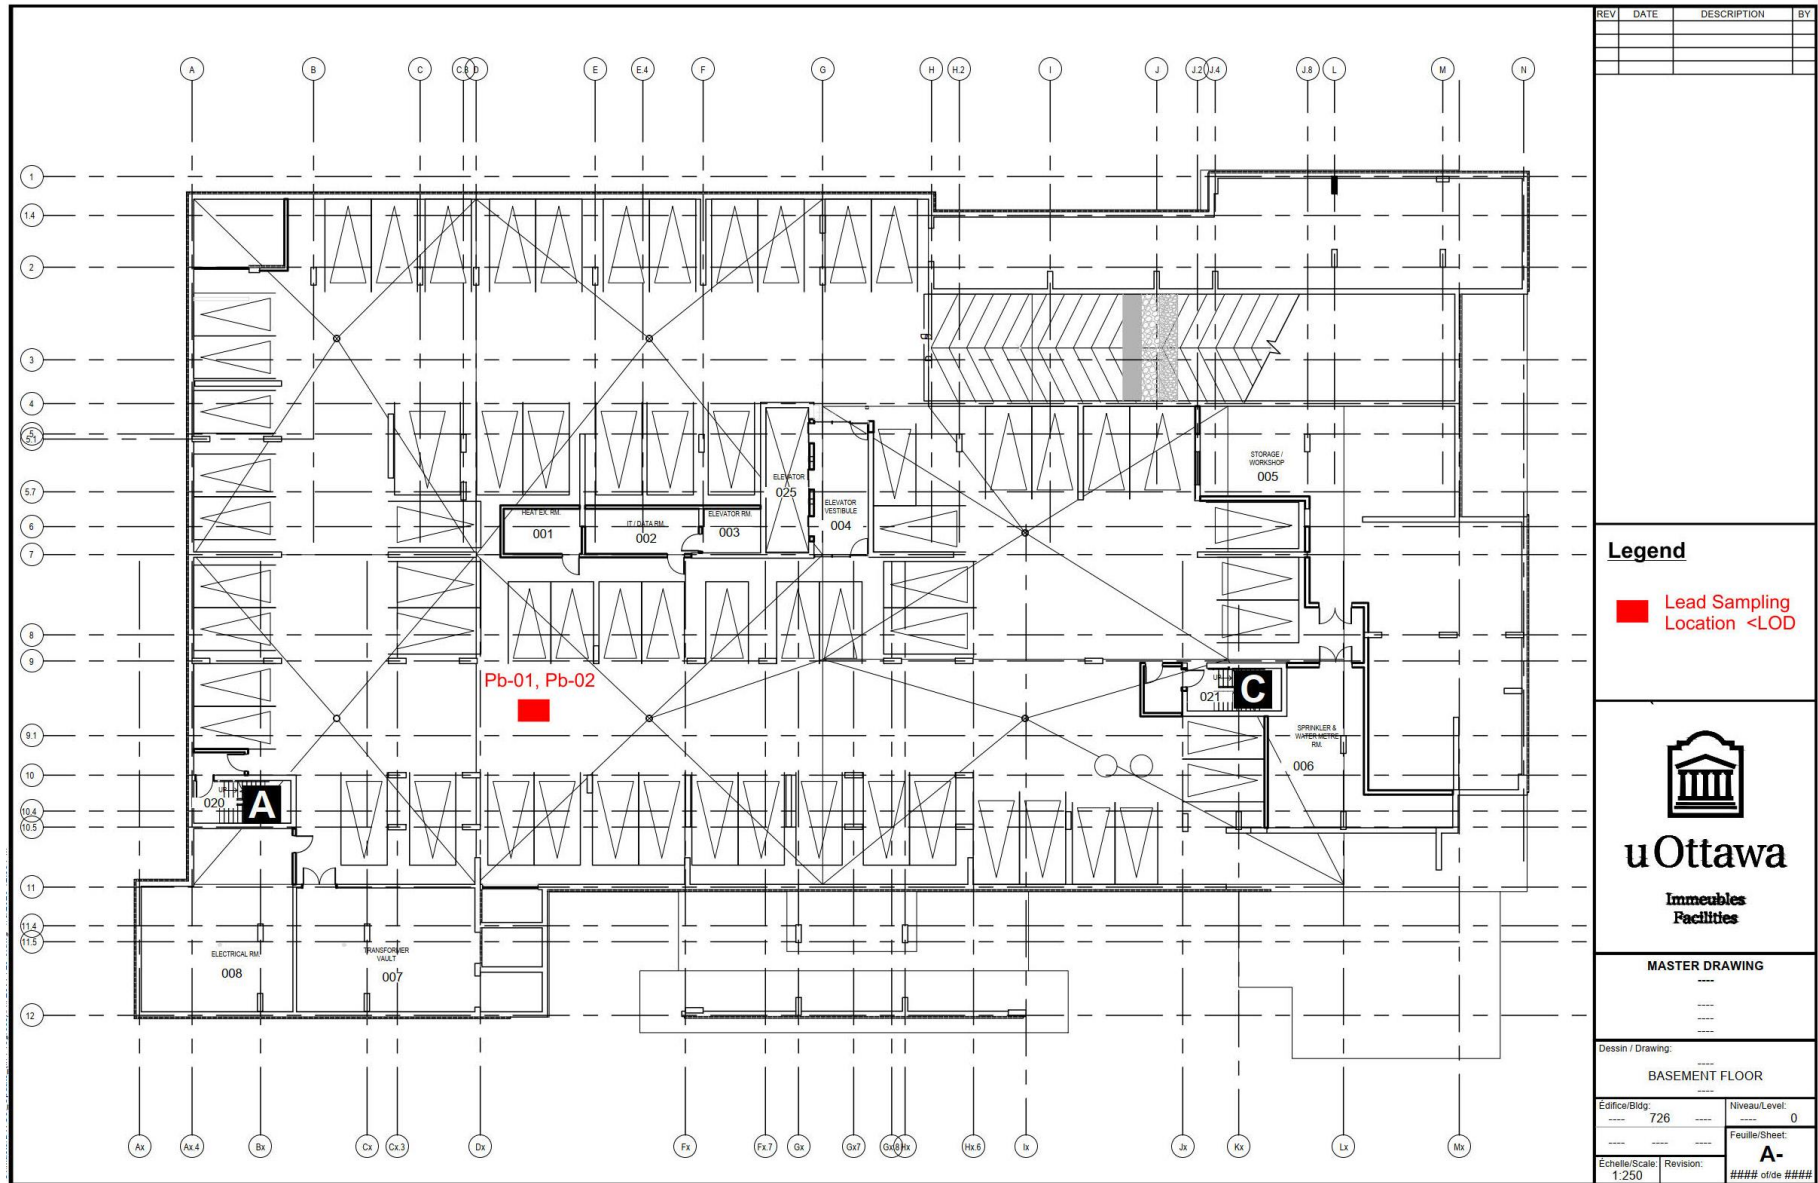 REV DATE DESCRIPTION BY
A B C C.8 D E E.4 F G H H.2 I J J.2 J.4 J.8 L M N
1
1.4
2
3
4
5
5.1
5.7
6
7
8
9
9.1
10
10.4
10.5
11
11.4
11.5
12
STORAGE /
WORKSHOP
005
ELEVATOR
025
ELEVATOR
VESTIBULE
004
HEAT EX. RM.
001
IT / DATA RM.
002
ELEVATOR RM.
003
Pb-01, Pb-02
UP
021
C
SPRINKLER &
WATER METRE
RM.
006
UP
020
A
ELECTRICAL RM.
008
TRANSFORMER
VAULT
007
Ax Ax.4 Bx Cx Cx.3 Dx Fx Fx.7 Gx Gx7 Gx.8 Hx Hx.6 Ix Jx Kx Lx Mx
Legend
Lead Sampling
Location <LOD
uOttawa
Immeubles
Facilities
MASTER DRAWING
----
----
----
----
Dessin / Drawing:
----
BASEMENT FLOOR
----
Édifice/Bldg:
---- 726 ----
Niveau/Level:
---- 0
---- ---- ----
Feuille/Sheet:
A-
#### of/de ####
Échelle/Scale:
1:250
Revision: